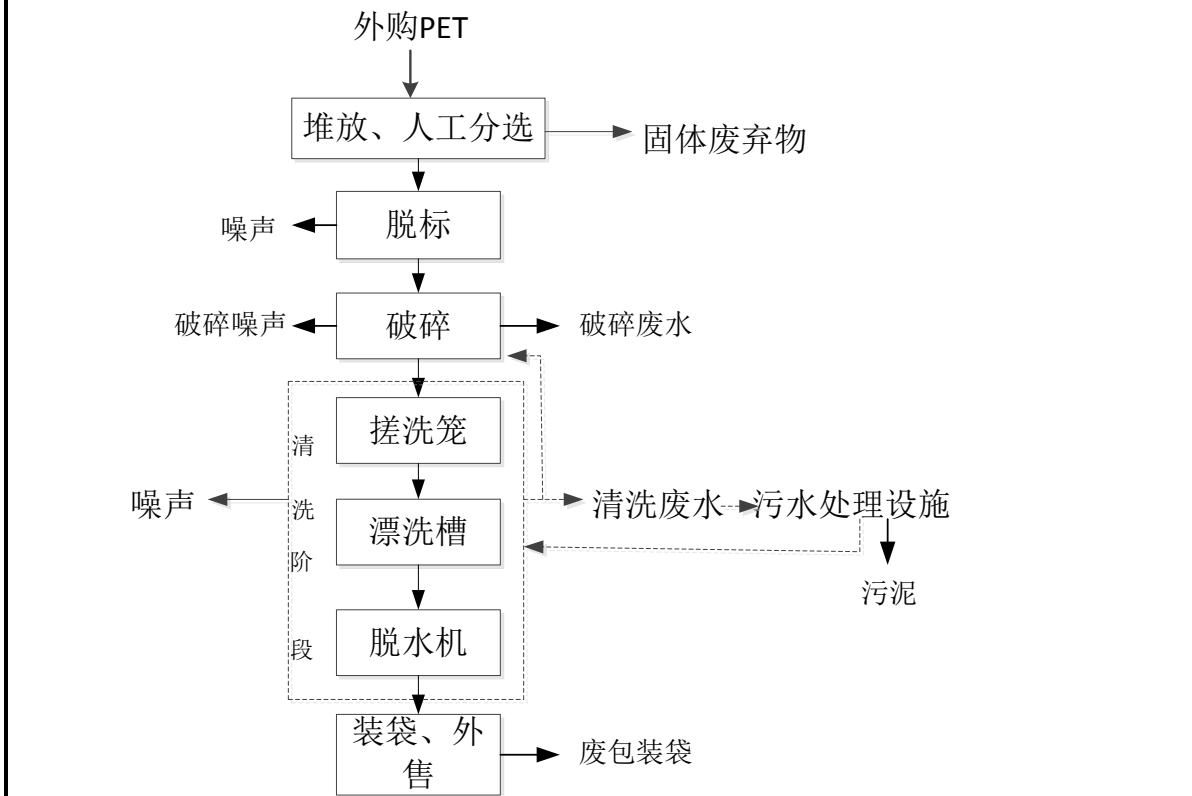 外购PET
堆放、人工分选
固体废弃物
噪声
脱标
破碎噪声
破碎
破碎废水
清洗阶段
搓洗笼
噪声
漂洗槽
清洗废水
污水处理设施
污泥
脱水机
装袋、外
售
废包装袋